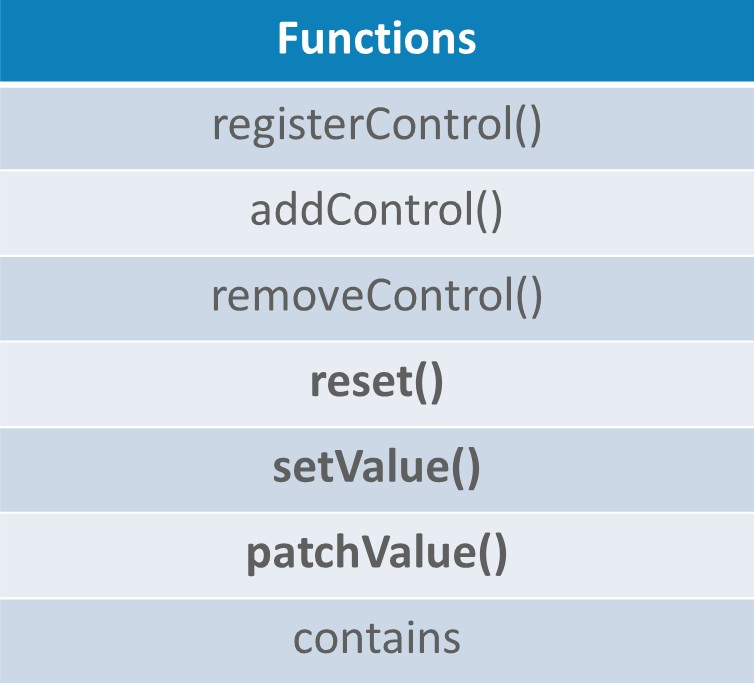 Functions
registerControl()
addControl()
removeControl()
reset()
setValue()
patchValue()
contains